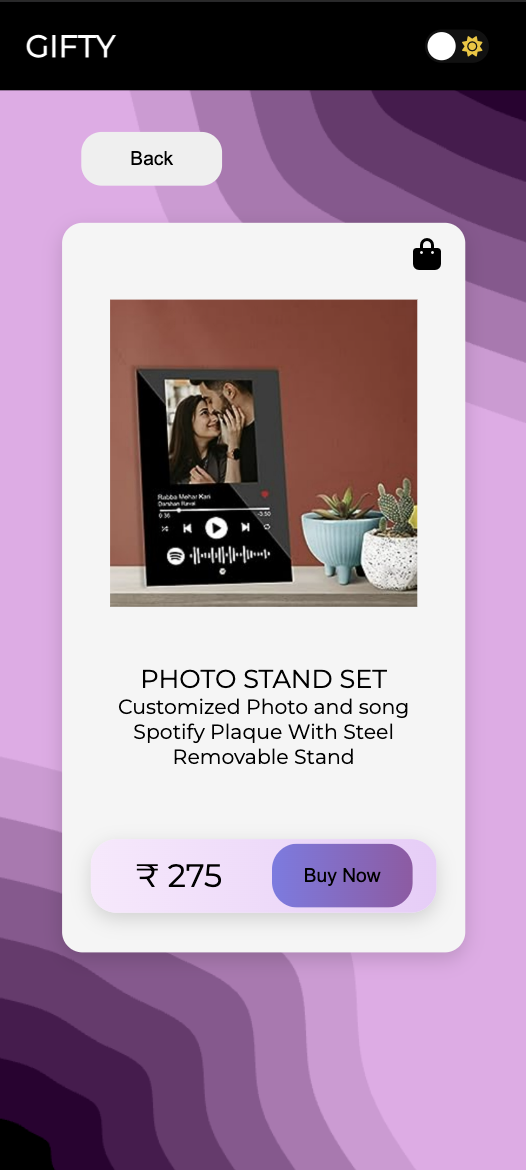 GIFTY
Back
Rabba Mehar Kari
Darshan Raval
0:36
-3:50
PHOTO STAND SET
Customized Photo and song
Spotify Plaque With Steel
Removable Stand
₹ 275
Buy Now